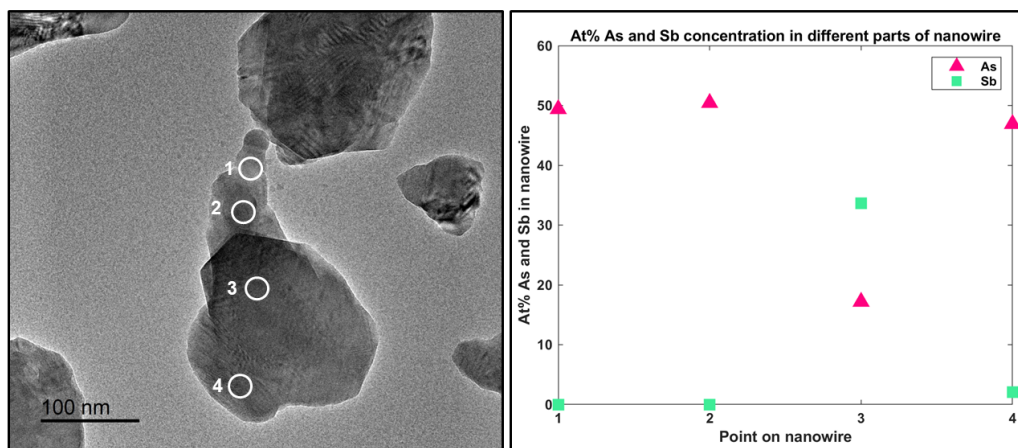 1
2
3
4
100 nm
At% As and Sb concentration in different parts of nanowire
As
Sb
60
50
40
30
20
10
0
At% As and Sb in nanowire
1
2
3
4
Point on nanowire